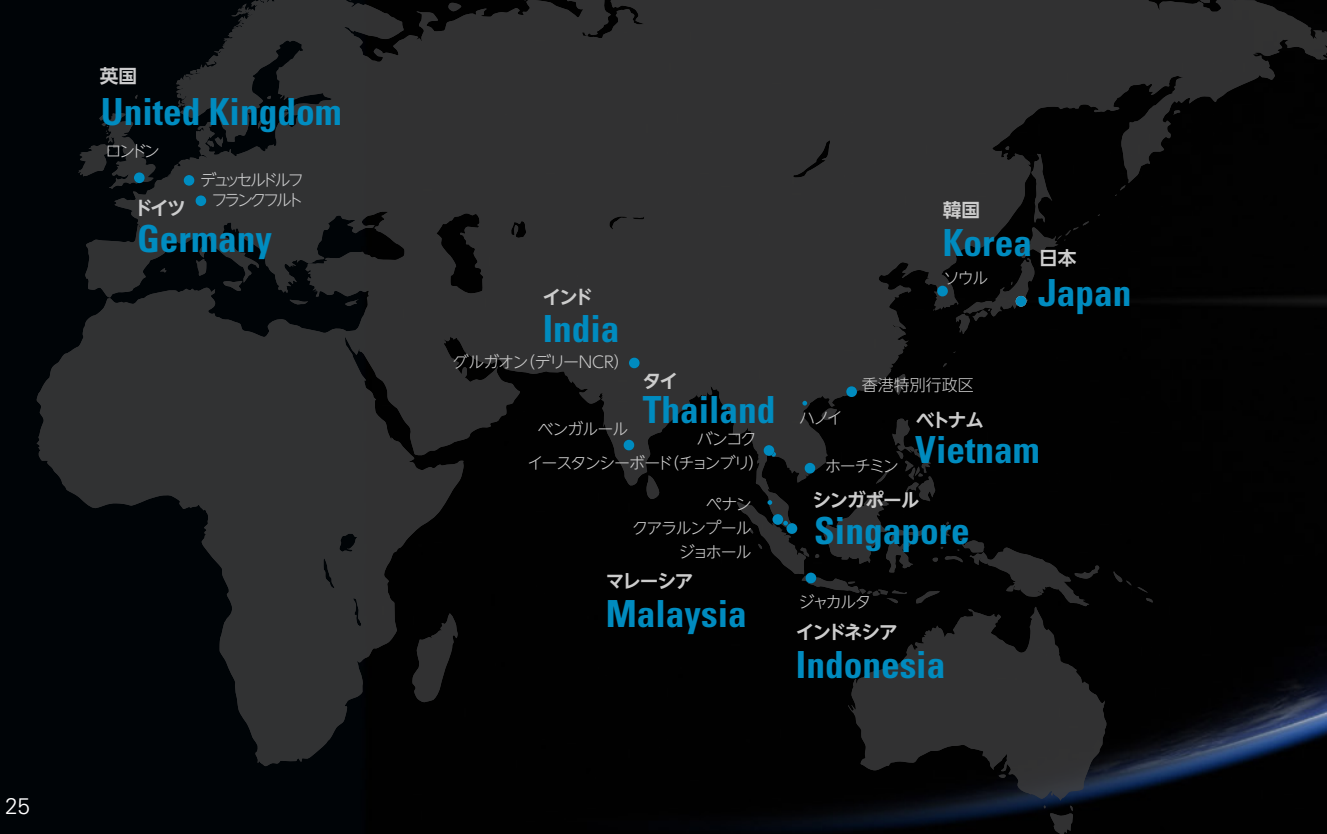 英国
United Kingdom
ロンドン
デュッセルドルフ
フランクフルト
ドイツ
Germany
韓国
Korea
ソウル
日本
Japan
インド
India
グルガオン(デリーNCR)
ベンガルール
タイ
Thailand
バンコク
イースタンシーボード(チョンブリ)
香港特別行政区
ハノイ
ベトナム
Vietnam
ホーチミン
シンガポール
Singapore
ペナン
クアラルンプール
ジョホール
マレーシア
Malaysia
ジャカルタ
インドネシア
Indonesia
25